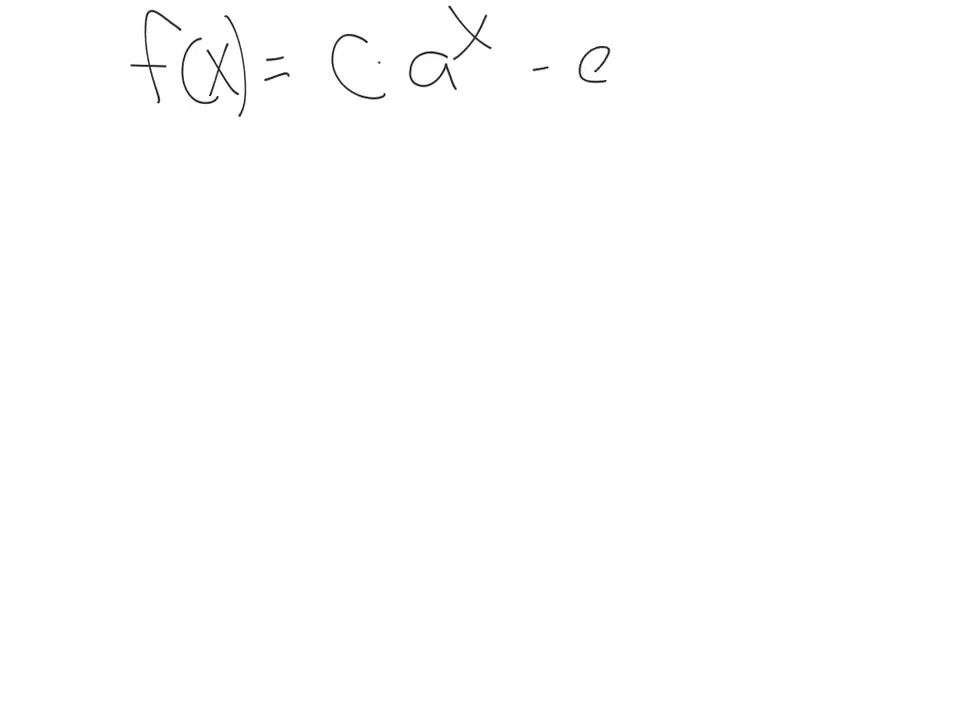 f(x) = C · a^x - e